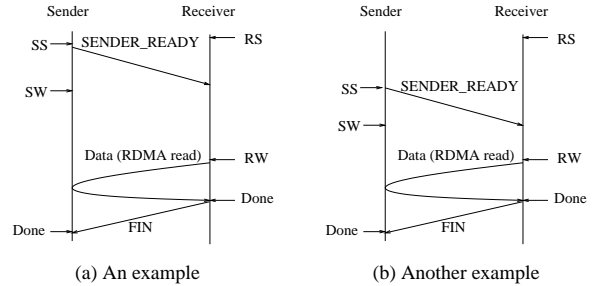 Sender
Receiver
SS
SENDER_READY
RS
SW
Data (RDMA read)
RW
Done
Done
FIN
(a) An example
Sender
Receiver
RS
SS
SENDER_READY
SW
Data (RDMA read)
RW
Done
Done
FIN
(b) Another example